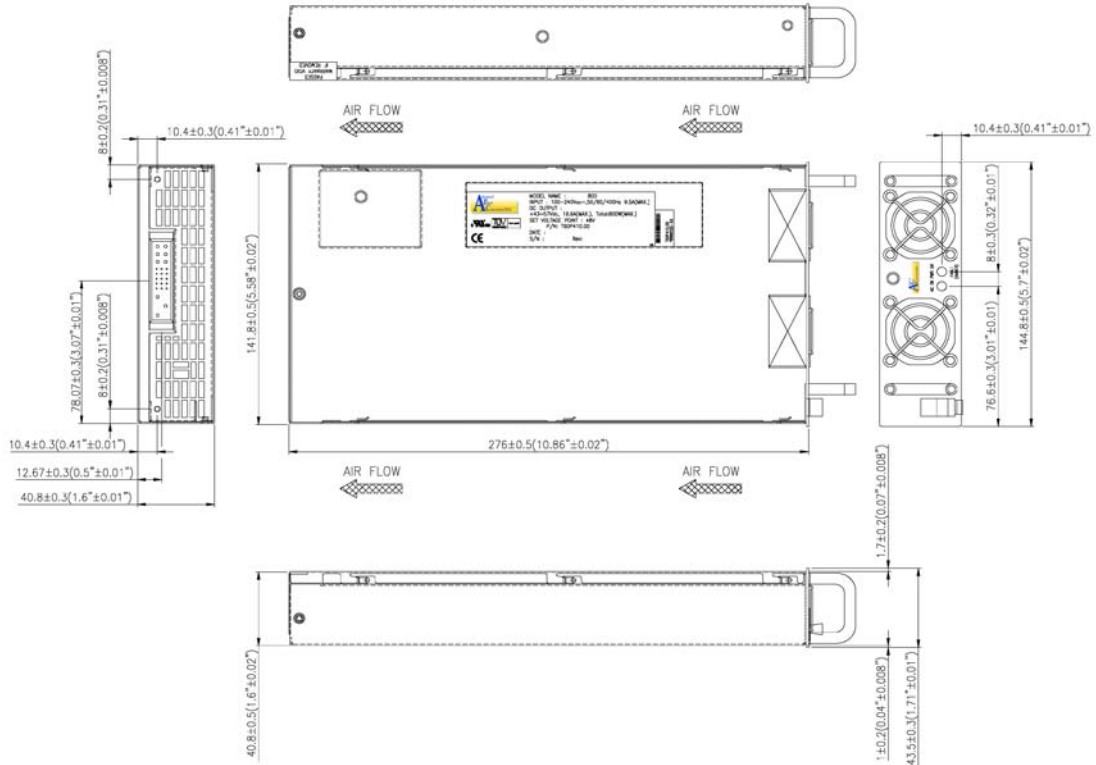 WARRANTY VOID
IF REMOVED
AIR FLOW
AIR FLOW
8±0.2(0.31"±0.008")
10.4±0.3(0.41"±0.01")
10.4±0.3(0.41"±0.01")
MODEL NAME :
INPUT : 100-240V
DC OUTPUT :
SET VOLTAGE POINT : 48V
DATE :
S/N :
Rev:
CE
141.8±0.5(5.58"±0.02")
78.07±0.3(3.07"±0.01")
8±0.2(0.31"±0.008")
8±0.3(0.32"±0.01")
76.6±0.3(3.01"±0.01)
144.8±0.5(5.7"±0.02")
10.4±0.3(0.41"±0.01")
12.67±0.3(0.5"±0.01")
40.8±0.3(1.6"±0.01")
276±0.5(10.86"±0.02")
AIR FLOW
AIR FLOW
1.7±0.2(0.07"±0.008")
40.8±0.5(1.6"±0.02")
1±0.2(0.04"±0.008")
43.5±0.3(1.71"±0.01")